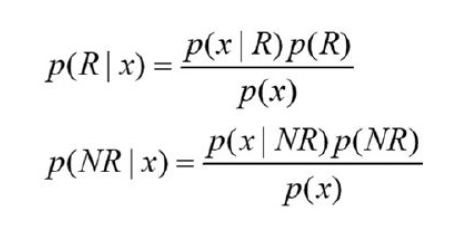 p(R | x) = p(x | R) p(R) / p(x)
p(NR | x) = p(x | NR) p(NR) / p(x)